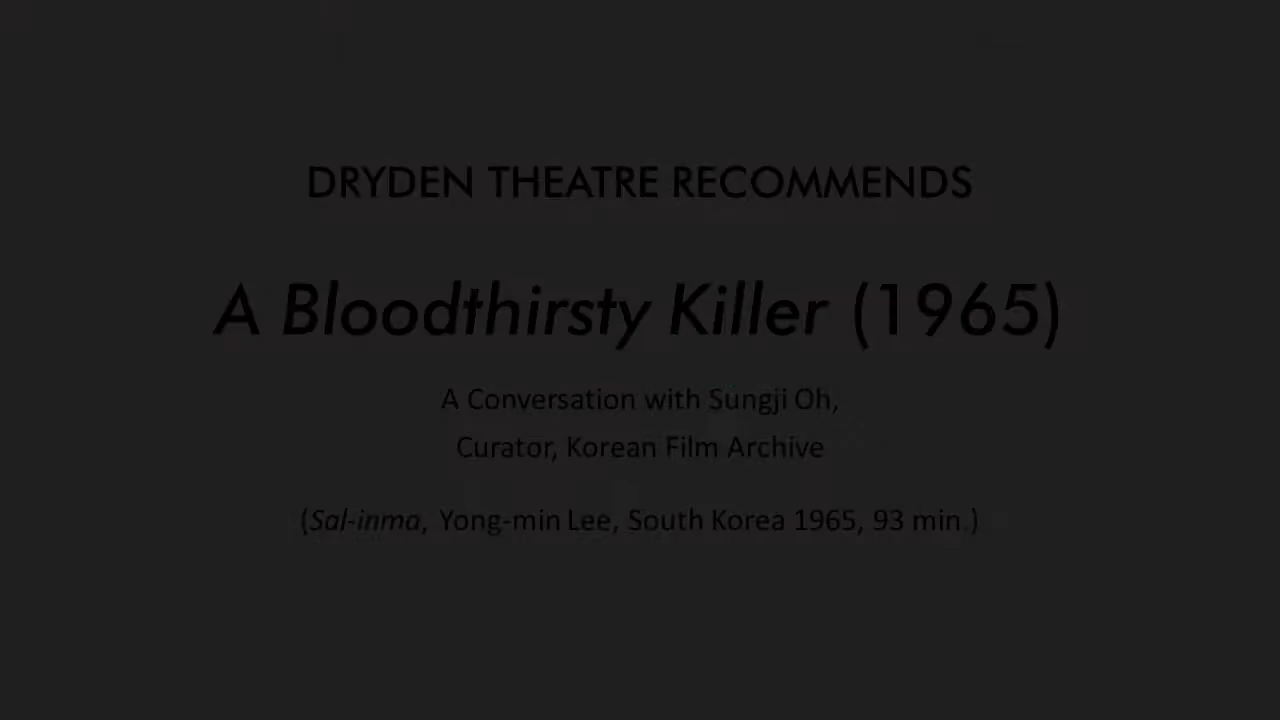 DRYDEN THEATRE RECOMMENDS
A Bloodthirsty Killer (1965)
A Conversation with Sungji Oh,
Curator, Korean Film Archive
(Sal-inma, Yong-min Lee, South Korea 1965, 93 min.)